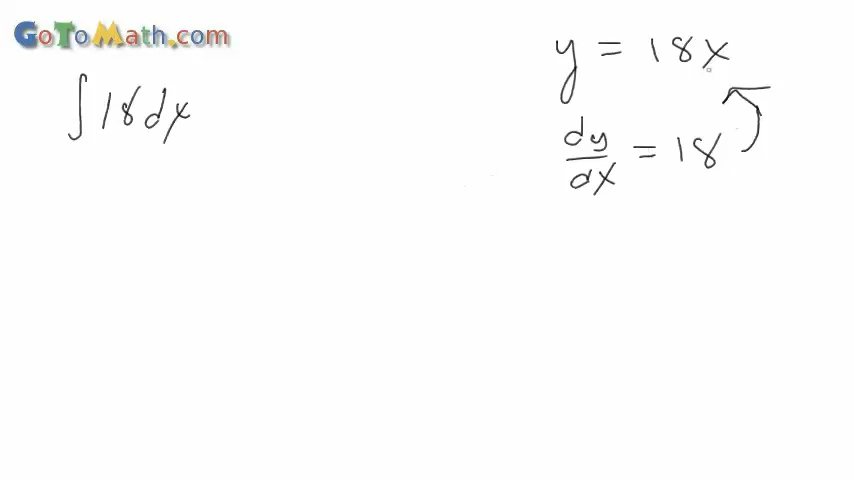 GoToMath.com
y = 18x
∫18dx
dy/dx = 18